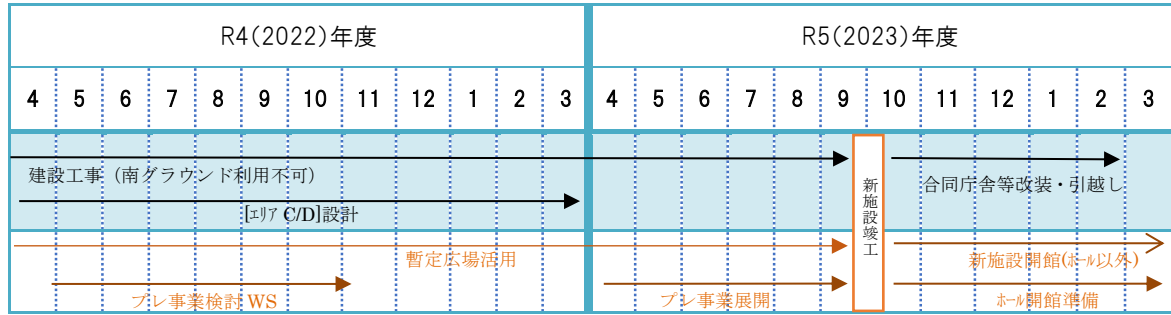 R4(2022)年度 R5(2023)年度
4 5 6 7 8 9 10 11 12 1 2 3 4 5 6 7 8 9 10 11 12 1 2 3
建設工事（南グラウンド利用不可）
[エリア C/D]設計
新施設竣工
合同庁舎等改装・引越し
暫定広場活用
新施設開館(ホール以外)
プレ事業検討 WS
プレ事業展開
ホール開館準備